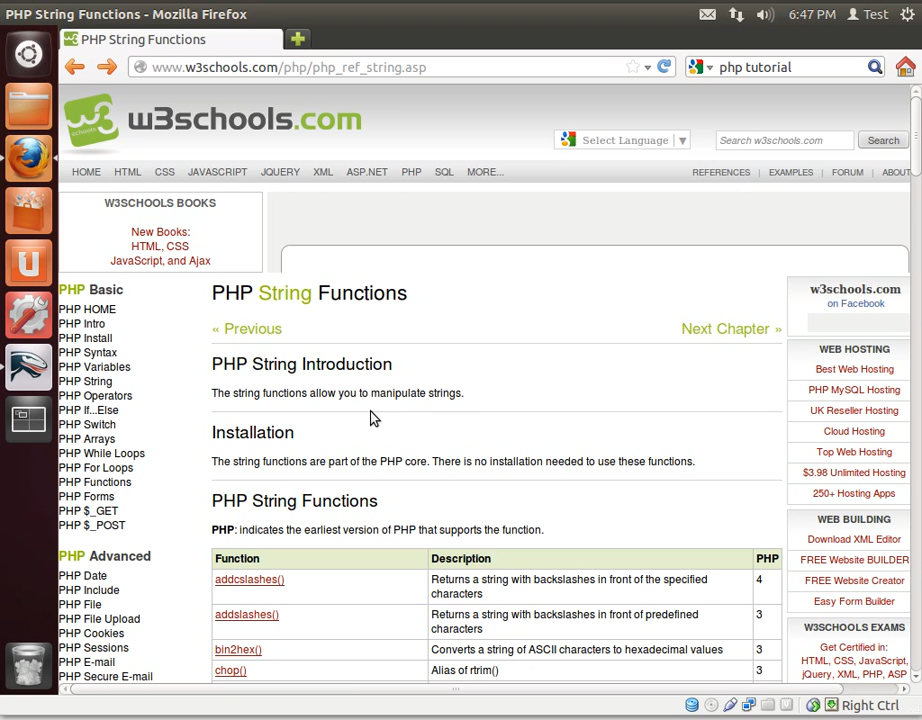 PHP String Functions - Mozilla Firefox
6:47 PM
Test
PHP String Functions
www.w3schools.com/php/php_ref_string.asp
php tutorial
w3 schools
w3schools.com
Select Language
Search w3schools.com
Search
HOME HTML CSS JAVASCRIPT JQUERY XML ASP.NET PHP SQL MORE... REFERENCES EXAMPLES FORUM ABOUT
W3SCHOOLS BOOKS
New Books:
HTML, CSS
JavaScript, and Ajax
PHP Basic
PHP HOME
PHP Intro
PHP Install
PHP Syntax
PHP Variables
PHP String
PHP Operators
PHP If...Else
PHP Switch
PHP Arrays
PHP While Loops
PHP For Loops
PHP Functions
PHP Forms
PHP $_GET
PHP $_POST
PHP Advanced
PHP Date
PHP Include
PHP File
PHP File Upload
PHP Cookies
PHP Sessions
PHP E-mail
PHP Secure E-mail
PHP String Functions
« Previous
Next Chapter »
PHP String Introduction
The string functions allow you to manipulate strings.
Installation
The string functions are part of the PHP core. There is no installation needed to use these functions.
PHP String Functions
PHP: indicates the earliest version of PHP that supports the function.
Function Description PHP
addcslashes() Returns a string with backslashes in front of the specified 4
characters
addslashes() Returns a string with backslashes in front of predefined 3
characters
bin2hex() Converts a string of ASCII characters to hexadecimal values 3
chop() Alias of rtrim() 3
w3schools.com
on Facebook
WEB HOSTING
Best Web Hosting
PHP MySQL Hosting
UK Reseller Hosting
Cloud Hosting
Top Web Hosting
$3.98 Unlimited Hosting
250+ Hosting Apps
WEB BUILDING
Download XML Editor
FREE Website BUILDER
FREE Website Creator
Easy Form Builder
W3SCHOOLS EXAMS
Get Certified in:
HTML, CSS, JavaScript,
jQuery, XML, PHP, ASP
Right Ctrl